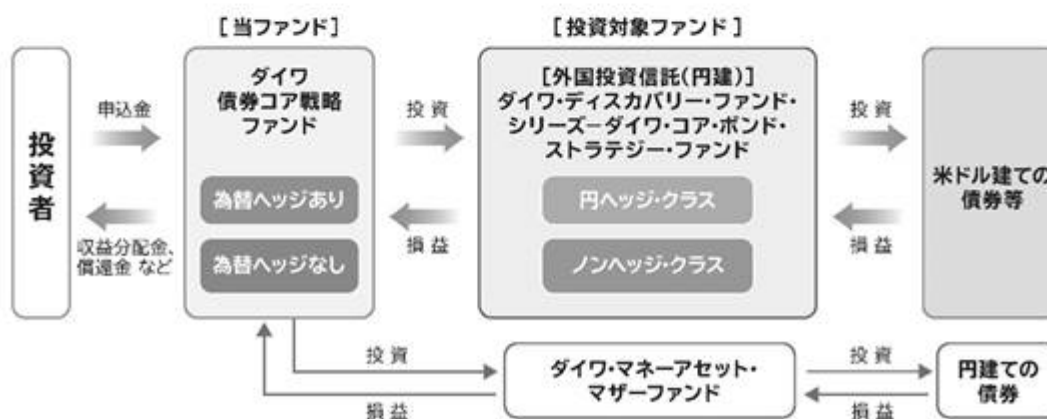 [当ファンド]
[投資対象ファンド]
投資者
申込金
収益分配金、
償還金 など
ダイワ
債券コア戦略
ファンド
為替ヘッジあり
為替ヘッジなし
投 資
損 益
[外国投資信託(円建)]
ダイワ・ディスカバリー・ファンド・
シリーズ－ダイワ・コア・ボンド・
ストラテジー・ファンド
円ヘッジ・クラス
ノンヘッジ・クラス
投 資
損 益
米ドル建ての
債券等
投 資
損 益
ダイワ・マネーアセット・
マザーファンド
投 資
損 益
円建ての
債券